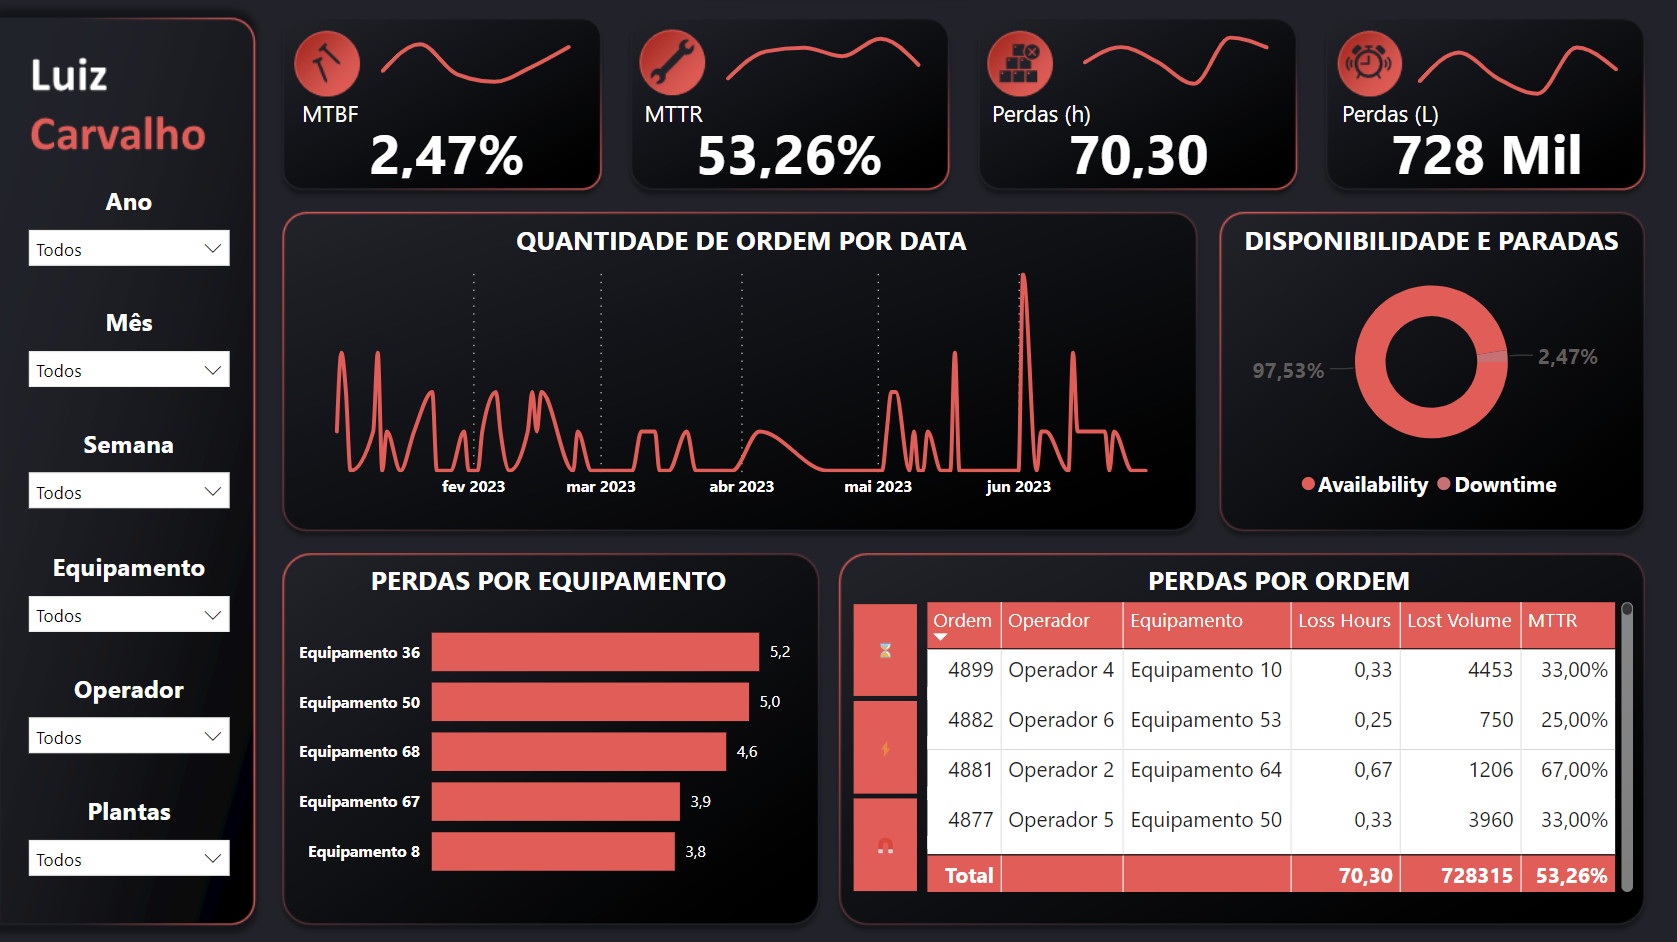 Luiz
Carvalho
Ano
Todos
Mês
Todos
Semana
Todos
Equipamento
Todos
Operador
Todos
Plantas
Todos
MTBF
2,47%
MTTR
53,26%
Perdas (h)
70,30
Perdas (L)
728 Mil
QUANTIDADE DE ORDEM POR DATA
fev 2023 mar 2023 abr 2023 mai 2023 jun 2023
DISPONIBILIDADE E PARADAS
97,53% 2,47%
Availability Downtime
PERDAS POR EQUIPAMENTO
Equipamento 36 5,2
Equipamento 50 5,0
Equipamento 68 4,6
Equipamento 67 3,9
Equipamento 8 3,8
PERDAS POR ORDEM
Ordem Operador Equipamento Loss Hours Lost Volume MTTR
4899 Operador 4 Equipamento 10 0,33 4453 33,00%
4882 Operador 6 Equipamento 53 0,25 750 25,00%
4881 Operador 2 Equipamento 64 0,67 1206 67,00%
4877 Operador 5 Equipamento 50 0,33 3960 33,00%
Total 70,30 728315 53,26%